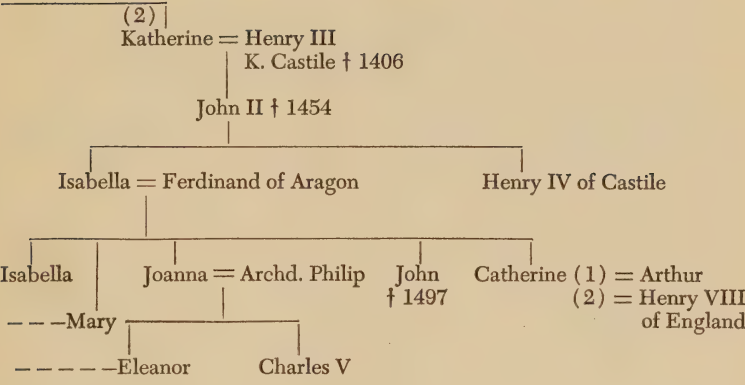 (2)
Katherine = Henry III
K. Castile † 1406
John II † 1454
Isabella = Ferdinand of Aragon Henry IV of Castile
Isabella Joanna = Archd. Philip John Catherine (1) = Arthur
† 1497 (2) = Henry VIII
– – –Mary of England
– – – – –Eleanor Charles V